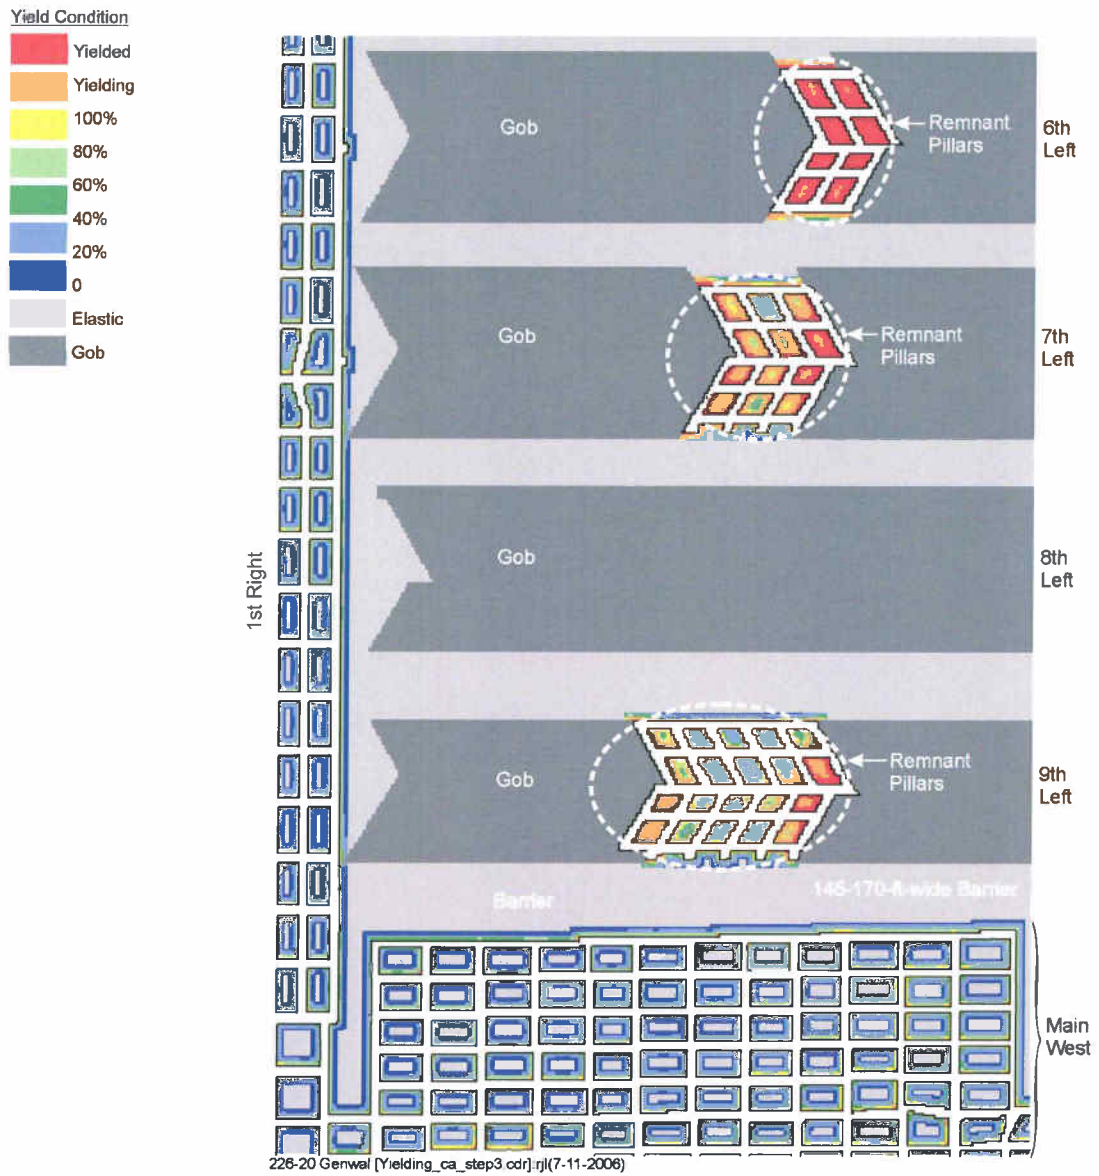 Yield Condition
Yielded
Yielding
100%
80%
60%
40%
20%
0
Elastic
Gob
1st Right
Gob
Remnant
Pillars
6th
Left
Gob
Remnant
Pillars
7th
Left
Gob
8th
Left
Gob
Remnant
Pillars
9th
Left
Barrier
145-170-ft-wide Barrier
Main
West
226-20 Genwal [Yielding_ca_step3.cdr]:rjl(7-11-2006)